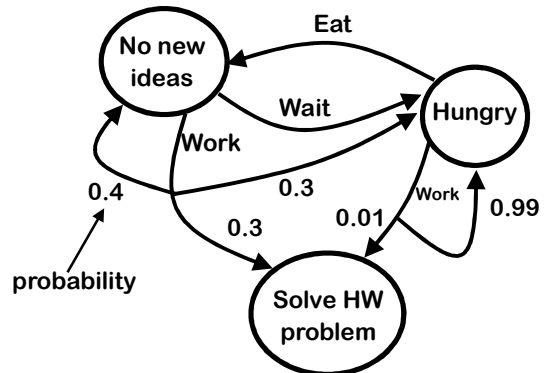 Eat
No new
ideas
Wait
Hungry
Work
0.4
0.3
Work
0.3
0.01
0.99
probability
Solve HW
problem